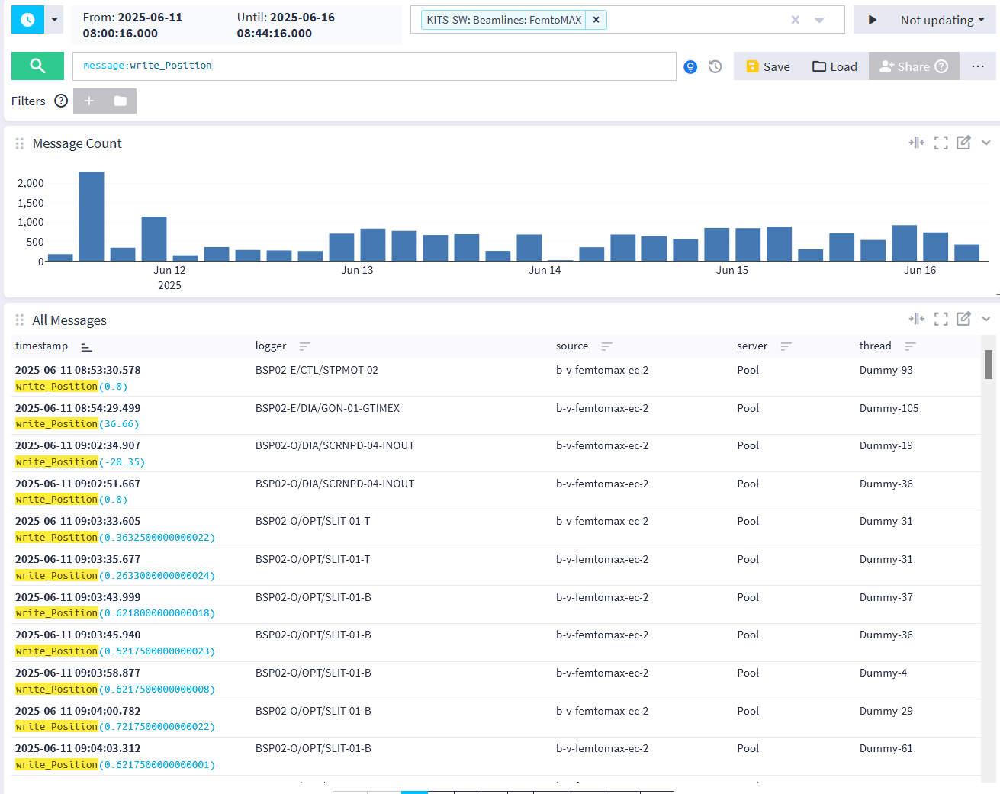 From: 2025-06-11 08:00:16.000 Until: 2025-06-16 08:44:16.000
KITS-SW: Beamlines: FemtoMAX ×
Not updating
message:write_Position
Save Load Share ...
Filters
Message Count
2,000
1,500
1,000
500
0
Jun 12 Jun 13 Jun 14 Jun 15 Jun 16
2025
All Messages
timestamp logger source server thread
2025-06-11 08:53:30.578 BSP02-E/CTL/STPMOT-02 b-v-femtomax-ec-2 Pool Dummy-93
write_Position(0.0)
2025-06-11 08:54:29.499 BSP02-E/DIA/GON-01-GTIMEX b-v-femtomax-ec-2 Pool Dummy-105
write_Position(36.66)
2025-06-11 09:02:34.907 BSP02-O/DIA/SCRNPD-04-INOUT b-v-femtomax-ec-2 Pool Dummy-19
write_Position(-20.35)
2025-06-11 09:02:51.667 BSP02-O/DIA/SCRNPD-04-INOUT b-v-femtomax-ec-2 Pool Dummy-36
write_Position(0.0)
2025-06-11 09:03:33.605 BSP02-O/OPT/SLIT-01-T b-v-femtomax-ec-2 Pool Dummy-31
write_Position(0.3632500000000022)
2025-06-11 09:03:35.677 BSP02-O/OPT/SLIT-01-T b-v-femtomax-ec-2 Pool Dummy-31
write_Position(0.2633000000000024)
2025-06-11 09:03:43.999 BSP02-O/OPT/SLIT-01-B b-v-femtomax-ec-2 Pool Dummy-37
write_Position(0.6218000000000018)
2025-06-11 09:03:45.940 BSP02-O/OPT/SLIT-01-B b-v-femtomax-ec-2 Pool Dummy-36
write_Position(0.5217500000000023)
2025-06-11 09:03:58.877 BSP02-O/OPT/SLIT-01-B b-v-femtomax-ec-2 Pool Dummy-4
write_Position(0.6217500000000008)
2025-06-11 09:04:00.782 BSP02-O/OPT/SLIT-01-B b-v-femtomax-ec-2 Pool Dummy-29
write_Position(0.7217500000000022)
2025-06-11 09:04:03.312 BSP02-O/OPT/SLIT-01-B b-v-femtomax-ec-2 Pool Dummy-61
write_Position(0.6217500000000001)